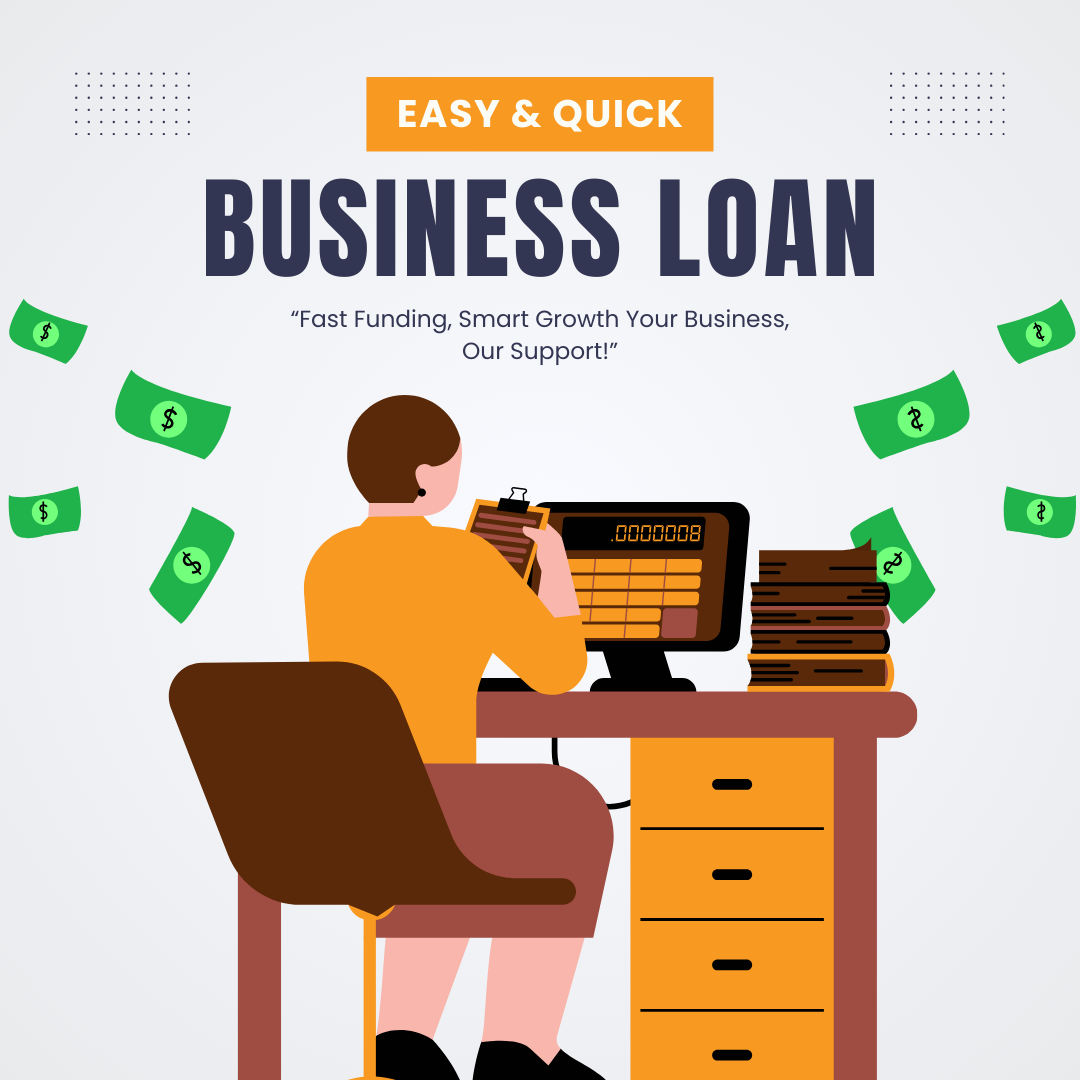 EASY & QUICK
BUSINESS LOAN
“Fast Funding, Smart Growth Your Business,
Our Support!”
.0000008